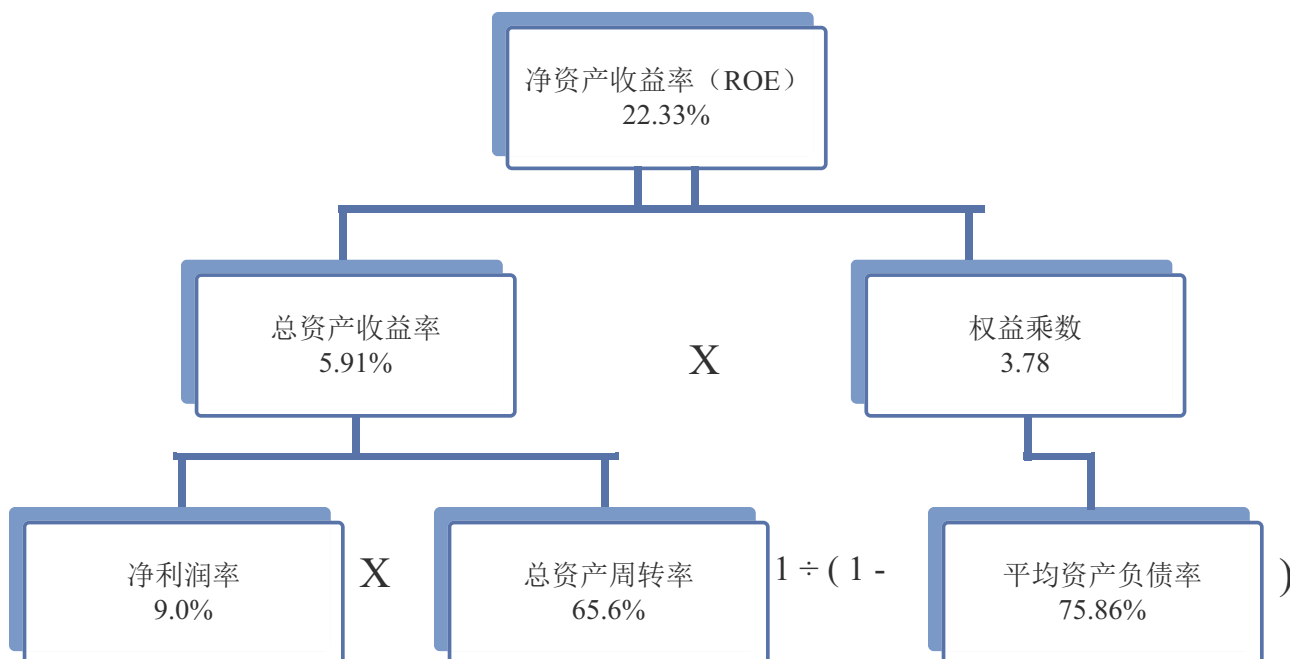 净资产收益率（ROE）
22.33%
总资产收益率
5.91%
X
权益乘数
3.78
净利润率
9.0%
X
总资产周转率
65.6%
1 ÷ ( 1 -
平均资产负债率
75.86%
)